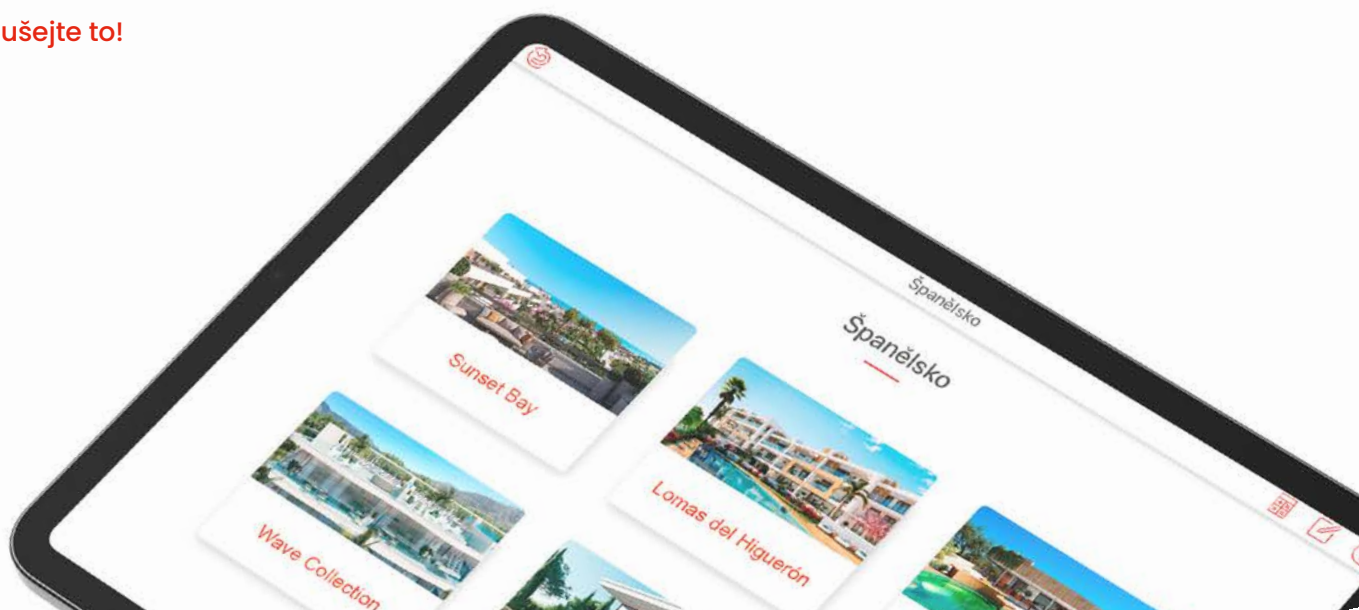 ušejte to!
Španělsko
Španělsko
Sunset Bay
Lomas del Higuerón
Wave Collection